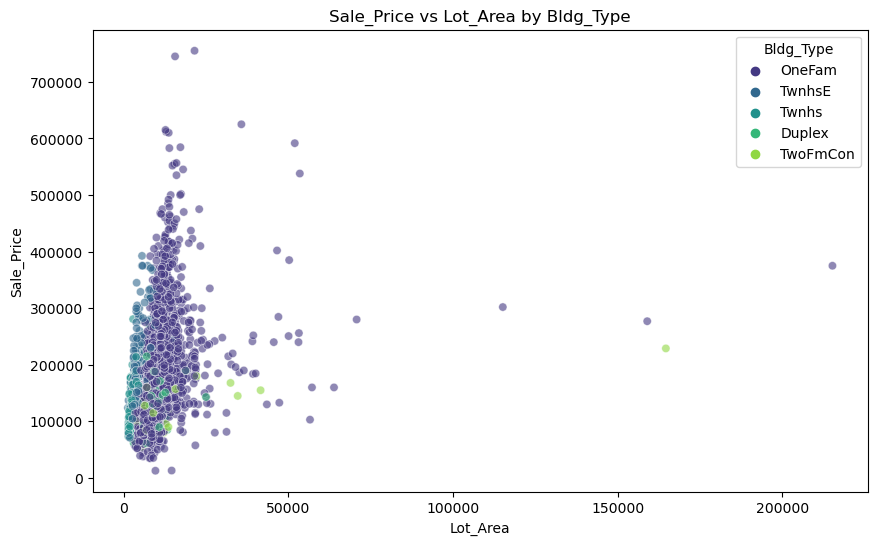 Sale_Price vs Lot_Area by Bldg_Type
Bldg_Type
OneFam
TwnhsE
Twnhs
Duplex
TwoFmCon
Sale_Price
700000
600000
500000
400000
300000
200000
100000
0
0
50000
100000
150000
200000
Lot_Area